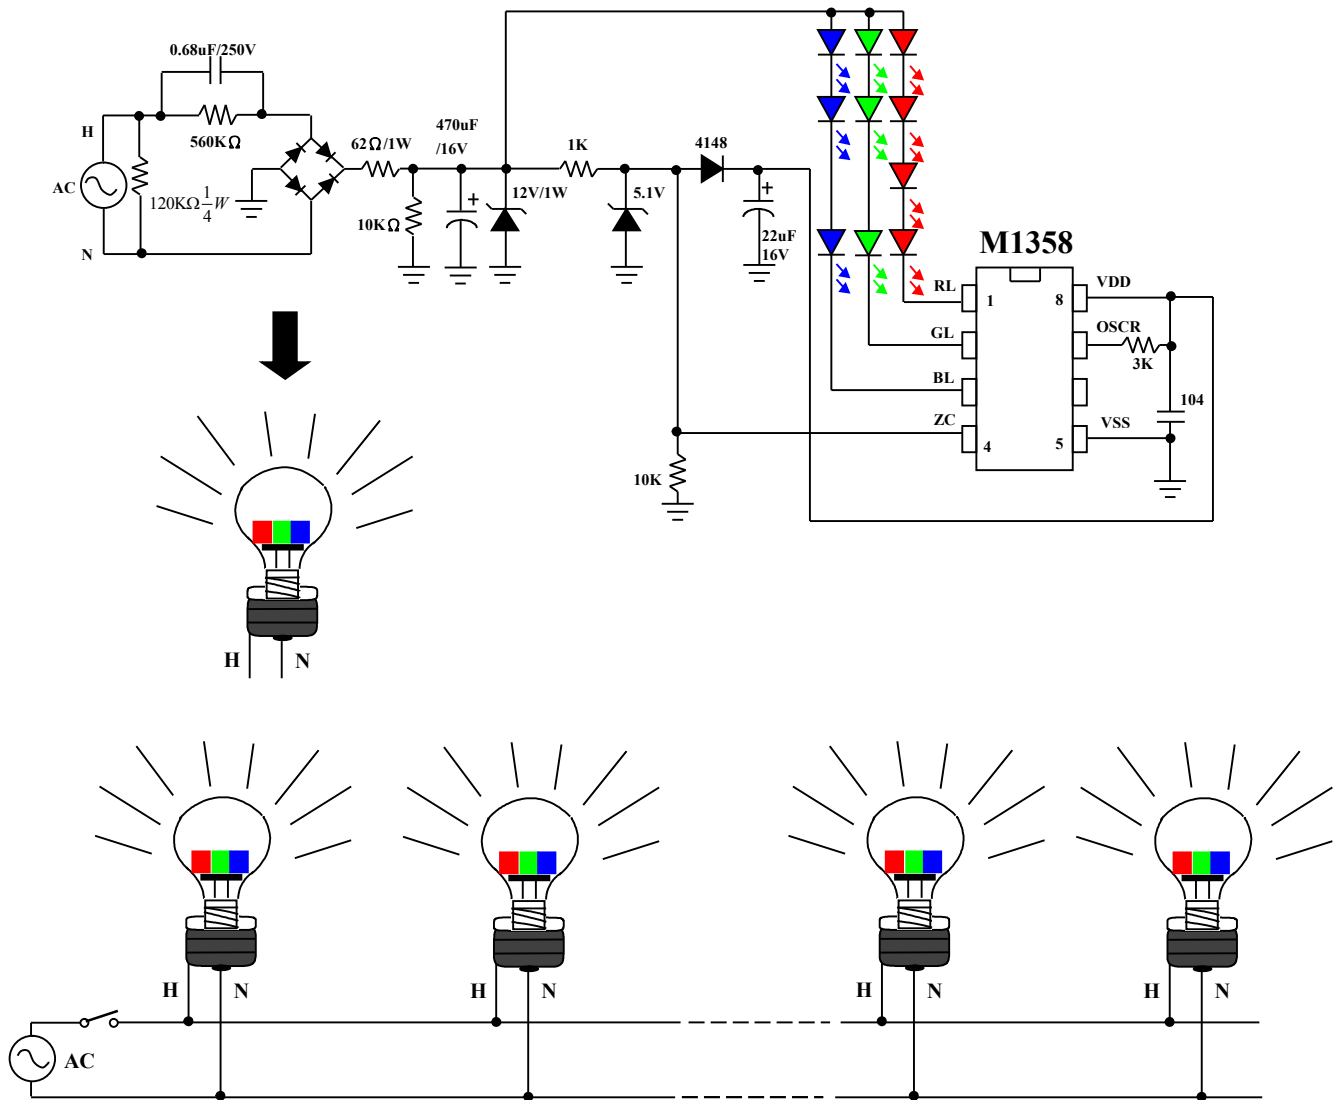 0.68uF/250V
H
560KΩ
AC
120KΩ 1/4 W
N
62Ω/1W
470uF
/16V
10KΩ
12V/1W
1K
5.1V
4148
22uF
16V
10K
M1358
RL
1
8
VDD
GL
OSCR
3K
BL
104
ZC
4
5
VSS
H
N
H
N
H
N
H
N
H
N
AC